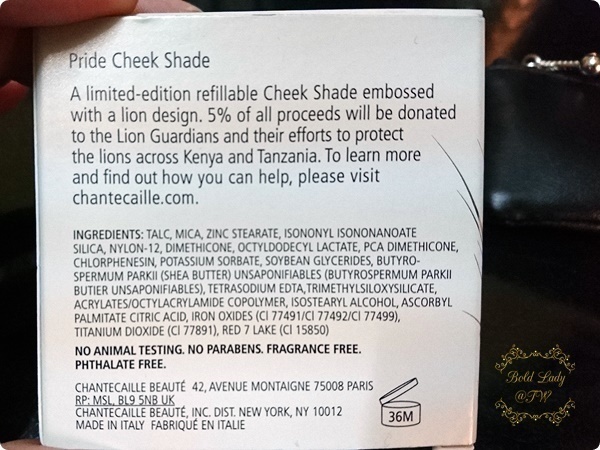 Pride Cheek Shade
A limited-edition refillable Cheek Shade embossed
with a lion design. 5% of all proceeds will be donated
to the Lion Guardians and their efforts to protect
the lions across Kenya and Tanzania. To learn more
and find out how you can help, please visit
chantecaille.com.
INGREDIENTS: TALC, MICA, ZINC STEARATE, ISONONYL ISONONANOATE
SILICA, NYLON-12, DIMETHICONE, OCTYLDODECYL LACTATE, PCA DIMETHICONE,
CHLORPHENESIN, POTASSIUM SORBATE, SOYBEAN GLYCERIDES, BUTYRO-
SPERMUM PARKII (SHEA BUTTER) UNSAPONIFIABLES (BUTYROSPERMUM PARKII
BUTIER UNSAPONIFIABLES), TETRASODIUM EDTA,TRIMETHYLSILOXYSILICATE,
ACRYLATES/OCTYLACRYLAMIDE COPOLYMER, ISOSTEARYL ALCOHOL, ASCORBYL
PALMITATE CITRIC ACID, IRON OXIDES (CI 77491/CI 77492/CI 77499),
TITANIUM DIOXIDE (CI 77891), RED 7 LAKE (CI 15850)
NO ANIMAL TESTING. NO PARABENS. FRAGRANCE FREE.
PHTHALATE FREE.
CHANTECAILLE BEAUTÉ 42, AVENUE MONTAIGNE 75008 PARIS
RP: MSL, BL9 5NB UK
CHANTECAILLE BEAUTÉ, INC. DIST. NEW YORK, NY 10012
MADE IN ITALY FABRIQUÉ EN ITALIE
36M
Bold Lady
@TW